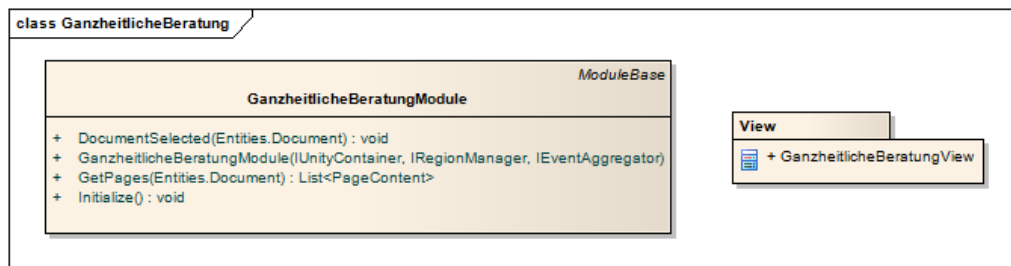 class GanzheitlicheBeratung
ModuleBase
GanzheitlicheBeratungModule
+ DocumentSelected(Entities.Document) : void
+ GanzheitlicheBeratungModule(IUnityContainer, IRegionManager, IEventAggregator)
+ GetPages(Entities.Document) : List<PageContent>
+ Initialize() : void
View
+ GanzheitlicheBeratungView